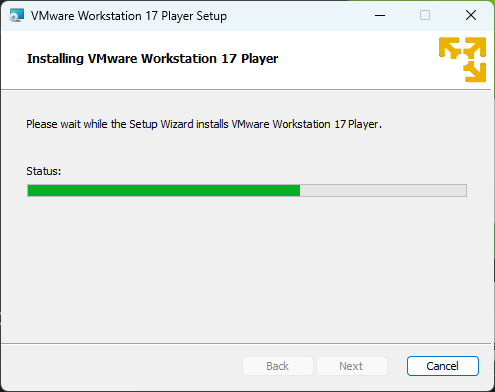 VMware Workstation 17 Player Setup
Installing VMware Workstation 17 Player
Please wait while the Setup Wizard installs VMware Workstation 17 Player.
Status:
Back
Next
Cancel